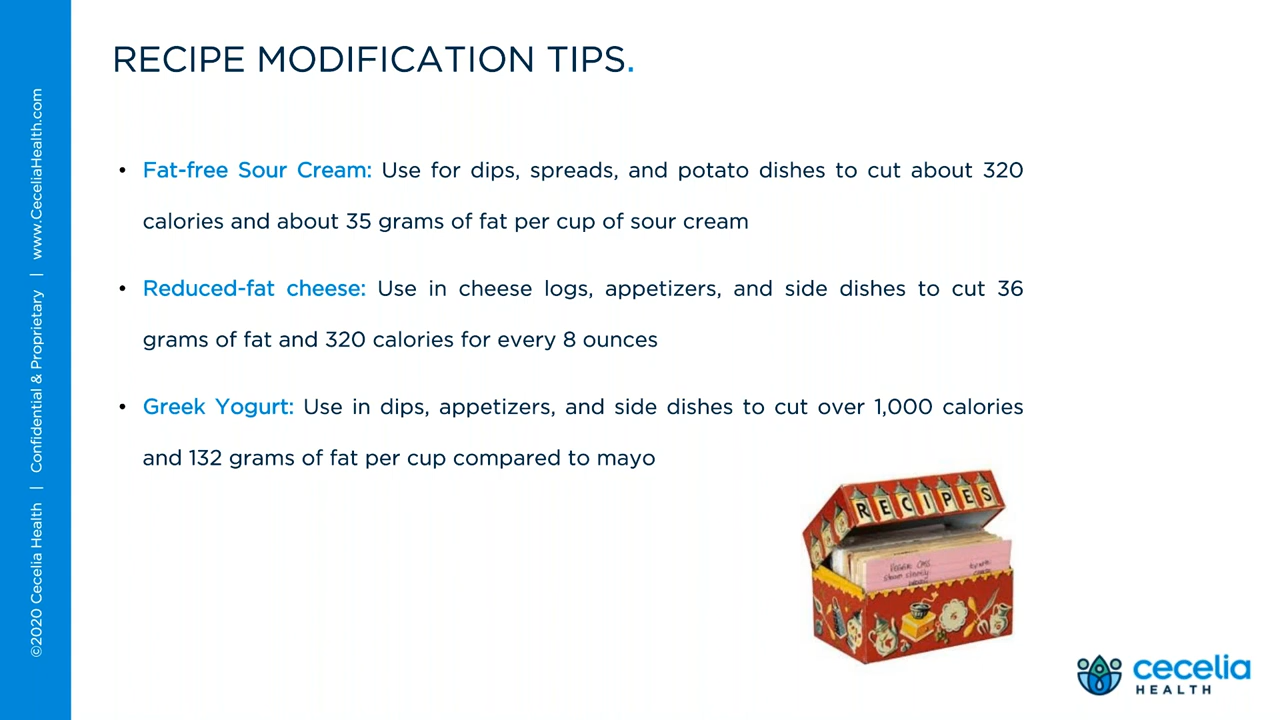 RECIPE MODIFICATION TIPS.
• Fat-free Sour Cream: Use for dips, spreads, and potato dishes to cut about 320
calories and about 35 grams of fat per cup of sour cream
• Reduced-fat cheese: Use in cheese logs, appetizers, and side dishes to cut 36
grams of fat and 320 calories for every 8 ounces
• Greek Yogurt: Use in dips, appetizers, and side dishes to cut over 1,000 calories
and 132 grams of fat per cup compared to mayo
RECIPES
cecelia
HEALTH
©2020 Cecelia Health | Confidential & Proprietary | www.CeceliaHealth.com